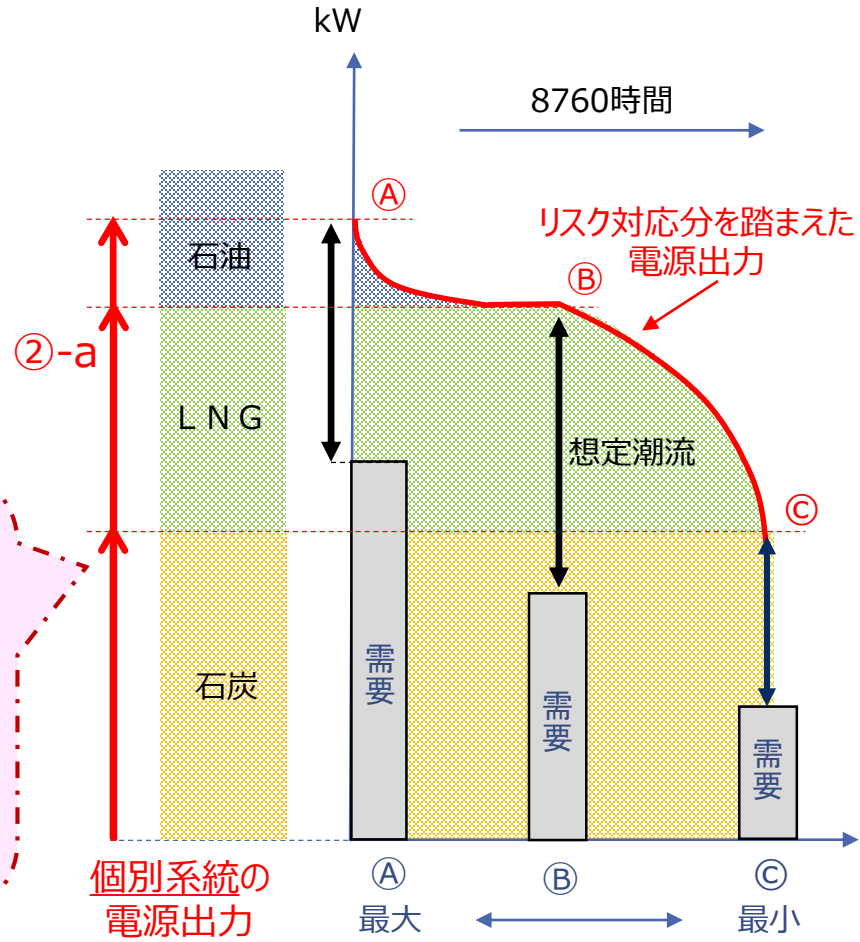 kW
8760時間
Ⓐ
リスク対応分を踏まえた
電源出力
石油
Ⓑ
②-a
ＬＮＧ
想定潮流
Ⓒ
需要
石炭
需要
需要
個別系統の
電源出力
Ⓐ
最大
Ⓑ
Ⓒ
最小